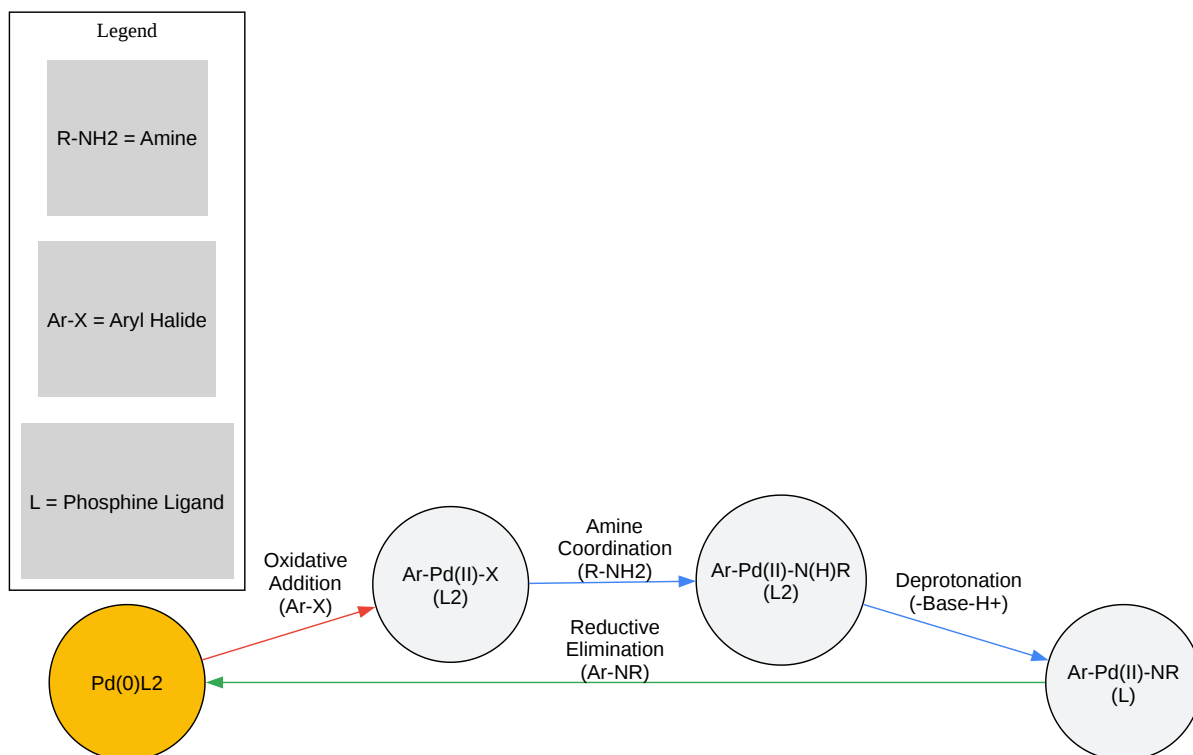 Legend
R-NH2 = Amine
Ar-X = Aryl Halide
L = Phosphine Ligand
Pd(0)L2
Oxidative
Addition
(Ar-X)
Ar-Pd(II)-X
(L2)
Amine
Coordination
(R-NH2)
Ar-Pd(II)-N(H)R
(L2)
Deprotonation
(-Base-H+)
Ar-Pd(II)-NR
(L)
Reductive
Elimination
(Ar-NR)